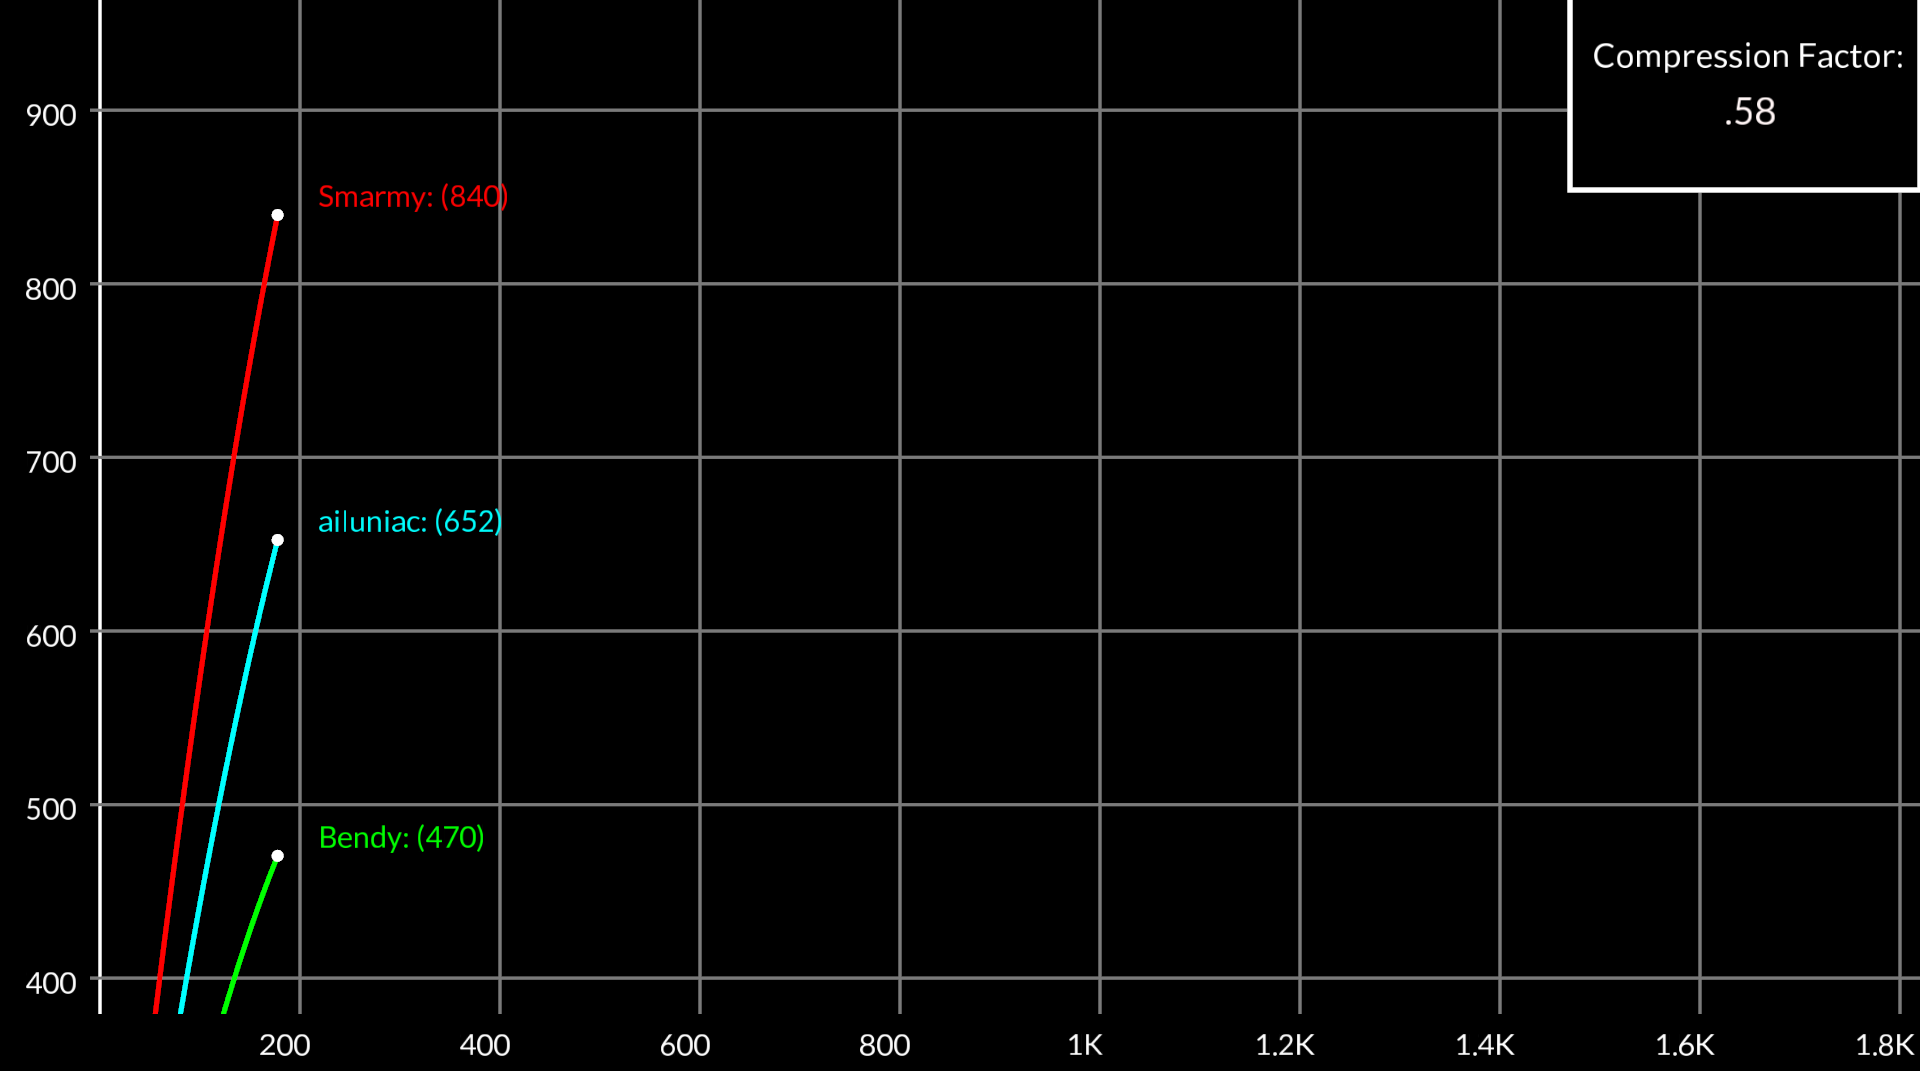 Compression Factor:
.58
900
Smarmy: (840)
800
700
ailuniac: (652)
600
500
Bendy: (470)
400
200 400 600 800 1K 1.2K 1.4K 1.6K 1.8K